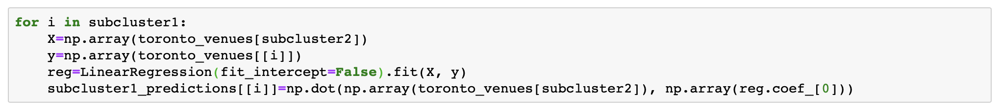 for i in subcluster1:
    X=np.array(toronto_venues[subcluster2])
    y=np.array(toronto_venues[[i]])
    reg=LinearRegression(fit_intercept=False).fit(X, y)
    subcluster1_predictions[[i]]=np.dot(np.array(toronto_venues[subcluster2]), np.array(reg.coef_[0]))